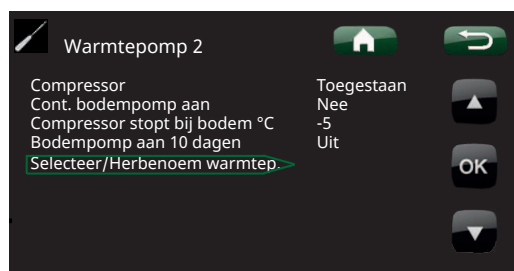 Warmtepomp 2
Compressor Toegestaan
Cont. bodempomp aan Nee
Compressor stopt bij bodem °C -5
Bodempomp aan 10 dagen Uit
Selecteer/Herbenoem warmtep.
OK